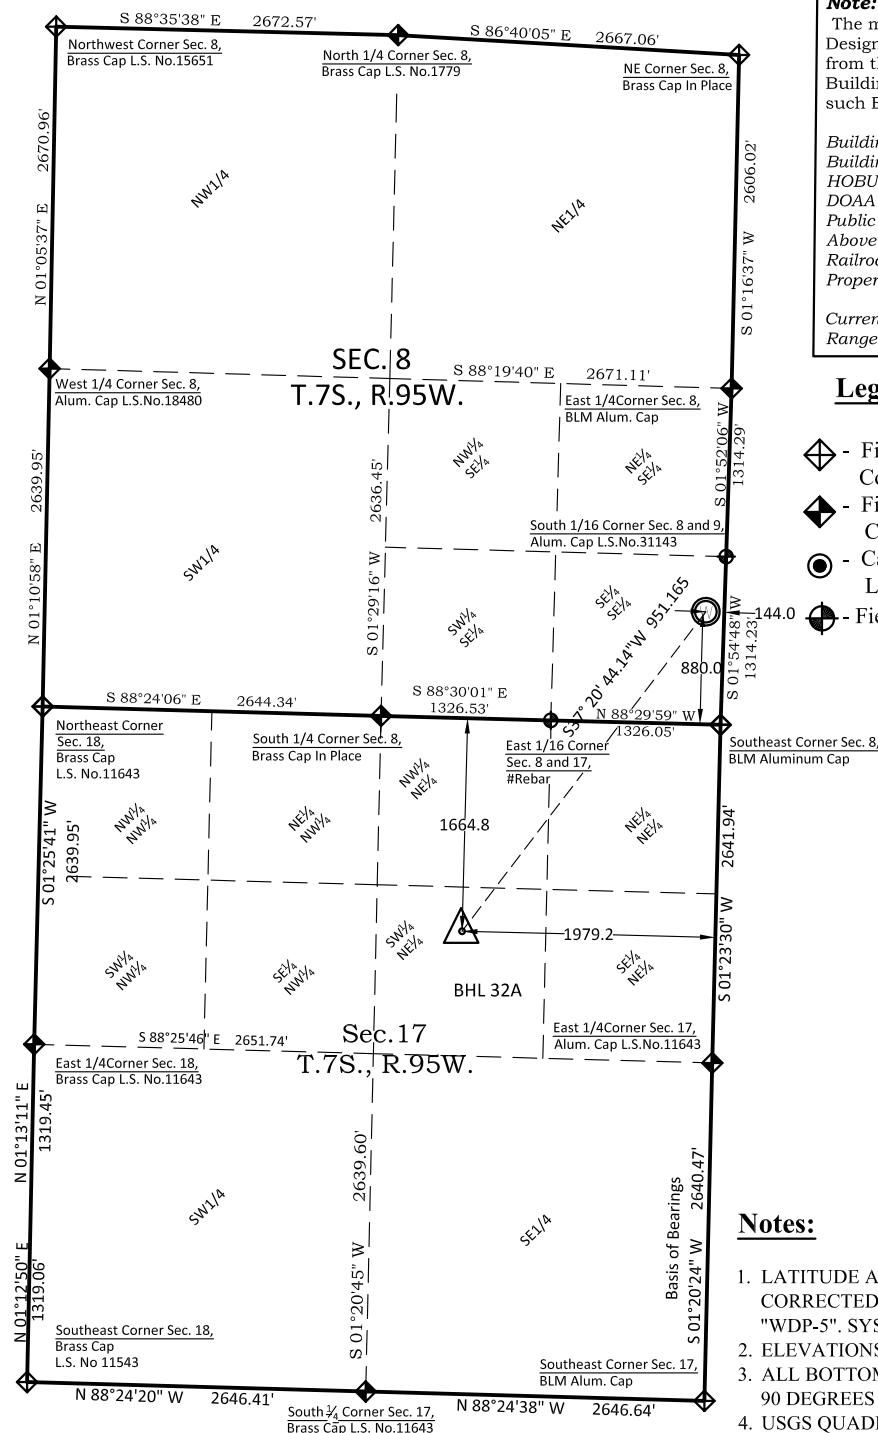 S 88°35'38" E 2672.57'
S 86°40'05" E 2667.06'
Northwest Corner Sec. 8,
Brass Cap L.S. No.15651
North 1/4 Corner Sec. 8,
Brass Cap L.S. No.1779
NE Corner Sec. 8,
Brass Cap In Place
Note:
The m
Design
from th
Buildin
such B
Buildin
Buildin
HOBU
DOAA
Public
Above
Railroa
Proper
Curren
Range
N 01°05'37" E 2670.96'
NW1/4
NE1/4
S 01°16'37" W 2606.02'
SEC. 8
T.7S., R.95W.
S 88°19'40" E 2671.11'
West 1/4 Corner Sec. 8,
Alum. Cap L.S.No.18480
East 1/4Corner Sec. 8,
BLM Alum. Cap
Leg
- Fi
Co
- Fi
C
- Ca
L
- Fie
N 01°10'58" E 2639.95'
SW1/4
S 01°29'16" W 2636.45'
NW¼
SE¼
NE¼
SE¼
S 01°52'06" W
1314.29'
South 1/16 Corner Sec. 8 and 9,
Alum. Cap L.S.No.31143
SW¼
SE¼
SE¼
SE¼
W
144.0
880.0
S37° 20' 44.14"W 951.165
S 01°54'48" W
1314.23'
S 88°24'06" E 2644.34'
S 88°30'01" E
1326.53'
N 88°29'59" W
1326.05'
Northeast Corner
Sec. 18,
Brass Cap
L.S. No.11643
South 1/4 Corner Sec. 8,
Brass Cap In Place
East 1/16 Corner
Sec. 8 and 17,
#Rebar
Southeast Corner Sec. 8,
BLM Aluminum Cap
S 01°25'41" W
2639.95'
NW¼
NW¼
NE¼
NW¼
NW¼
NE¼
NE¼
NE¼
1664.8
S 01°23'30" W 2641.94'
SW¼
NW¼
SE¼
NW¼
SW¼
NE¼
SE¼
NE¼
1979.2
BHL 32A
S 88°25'46" E 2651.74'
Sec.17
T.7S., R.95W.
East 1/4Corner Sec. 17,
Alum. Cap L.S.No.11643
East 1/4Corner Sec. 18,
Brass Cap L.S. No.11643
N 01°13'11" E
1319.45'
SW1/4
S 01°20'45" W 2639.60'
SE1/4
Basis of Bearings
S 01°20'24" W 2640.47'
N 01°12'50" E
1319.06'
Southeast Corner Sec. 18,
Brass Cap
L.S. No 11543
Southeast Corner Sec. 17,
BLM Alum. Cap
N 88°24'20" W 2646.41'
N 88°24'38" W 2646.64'
South ¼ Corner Sec. 17,
Brass Cap L.S. No.11643
Notes:
1. LATITUDE A
CORRECTED
"WDP-5". SYS
2. ELEVATIONS
3. ALL BOTTOM
90 DEGREES
4. USGS QUADR